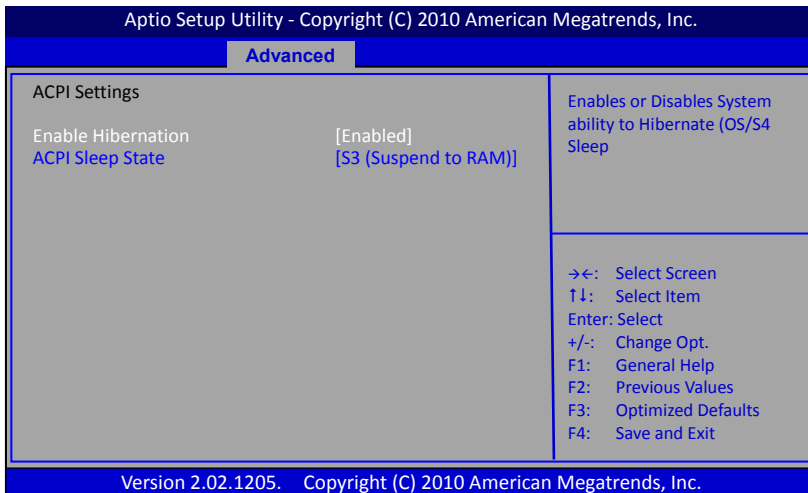 Aptio Setup Utility - Copyright (C) 2010 American Megatrends, Inc.
Advanced
ACPI Settings
Enable Hibernation [Enabled]
ACPI Sleep State [S3 (Suspend to RAM)]
Enables or Disables System
ability to Hibernate (OS/S4
Sleep
→←: Select Screen
↑↓: Select Item
Enter: Select
+/-: Change Opt.
F1: General Help
F2: Previous Values
F3: Optimized Defaults
F4: Save and Exit
Version 2.02.1205. Copyright (C) 2010 American Megatrends, Inc.